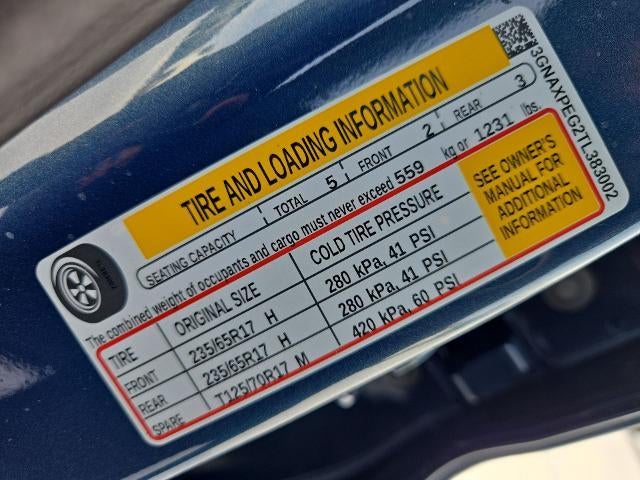 TIRE AND LOADING INFORMATION
SEATING CAPACITY TOTAL 5 FRONT 2 REAR 3
The combined weight of occupants and cargo must never exceed 559 kg or 1231 lbs.
TIRE ORIGINAL SIZE COLD TIRE PRESSURE
FRONT 235/65R17 H 280 kPa, 41 PSI
REAR 235/65R17 H 280 kPa, 41 PSI
SPARE T125/70R17 M 420 kPa, 60 PSI
SEE OWNER'S
MANUAL FOR
ADDITIONAL
INFORMATION
3GNAXPEG2TL383002